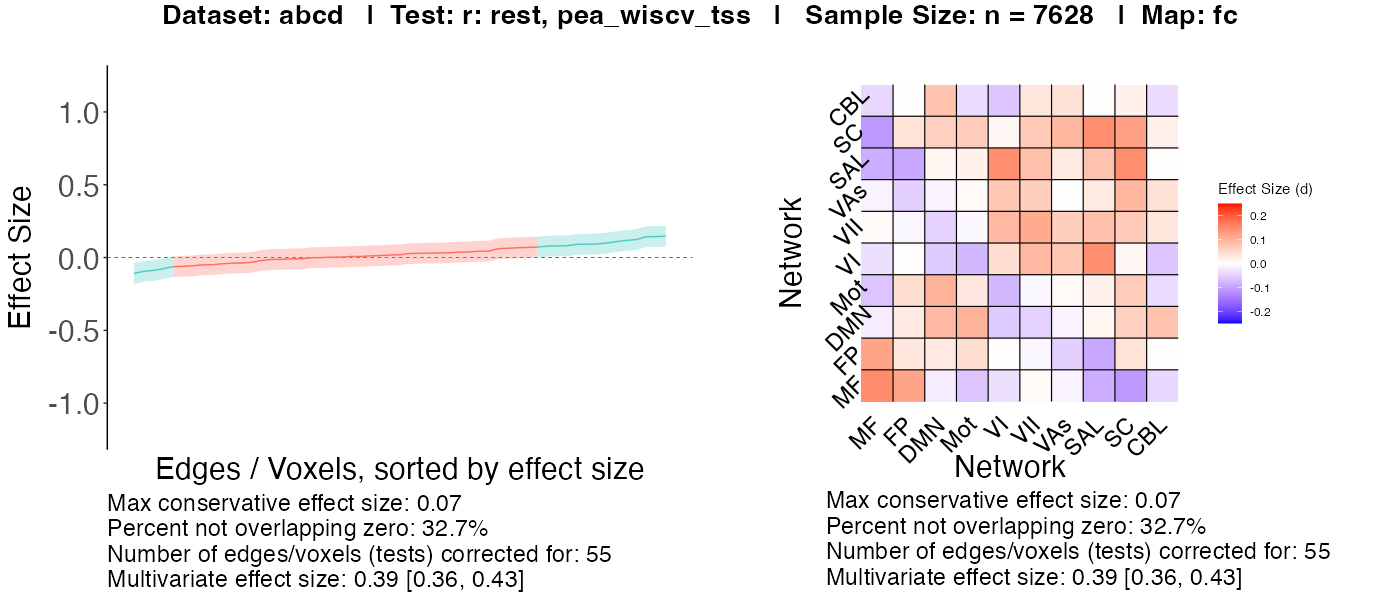 Dataset: abcd | Test: r: rest, pea_wiscv_tss | Sample Size: n = 7628 | Map: fc
1.0
0.5
0.0
-0.5
-1.0
Effect Size
Edges / Voxels, sorted by effect size
Max conservative effect size: 0.07
Percent not overlapping zero: 32.7%
Number of edges/voxels (tests) corrected for: 55
Multivariate effect size: 0.39 [0.36, 0.43]
Network
CBL
SC
SAL
VAs
VII
VI
Mot
DMN
FP
MF
MF
FP
DMN
Mot
VI
VII
VAs
SAL
SC
CBL
Network
Effect Size (d)
0.2
0.1
0.0
-0.1
-0.2
Max conservative effect size: 0.07
Percent not overlapping zero: 32.7%
Number of edges/voxels (tests) corrected for: 55
Multivariate effect size: 0.39 [0.36, 0.43]